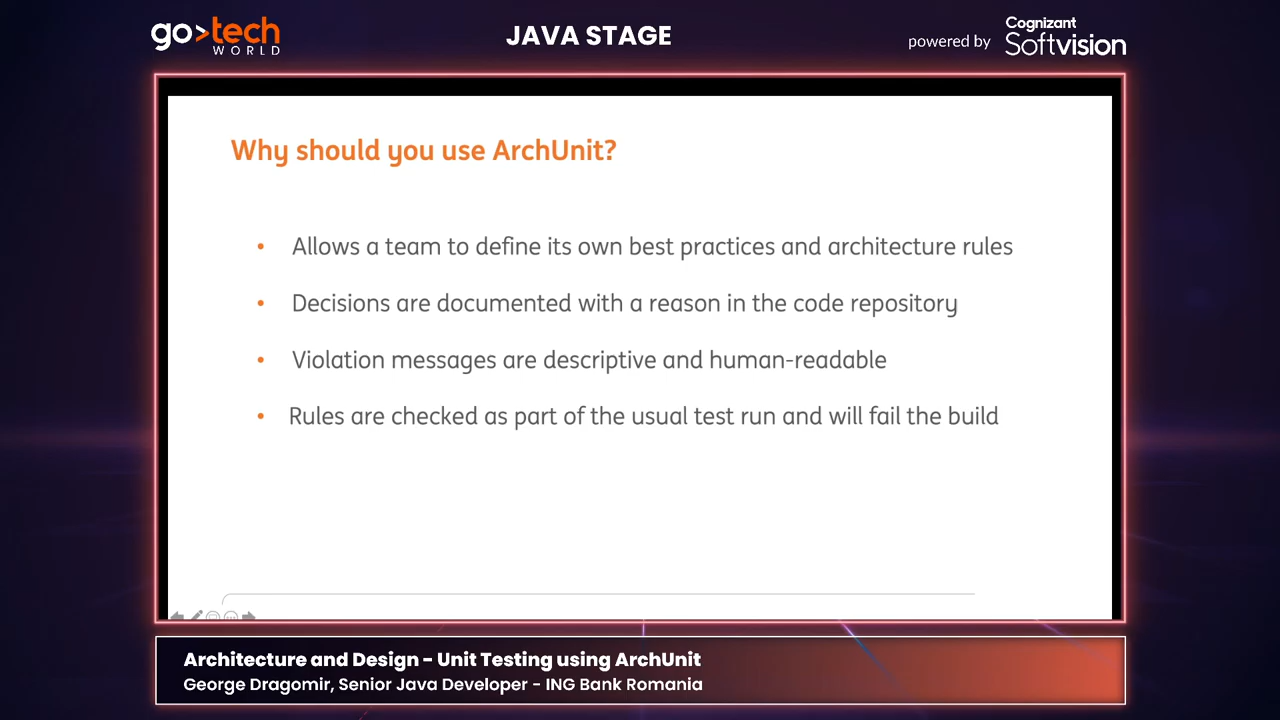 go>tech
WORLD
JAVA STAGE
powered by
Cognizant
Softvision
Why should you use ArchUnit?
• Allows a team to define its own best practices and architecture rules
• Decisions are documented with a reason in the code repository
• Violation messages are descriptive and human-readable
• Rules are checked as part of the usual test run and will fail the build
Architecture and Design – Unit Testing using ArchUnit
George Dragomir, Senior Java Developer – ING Bank Romania